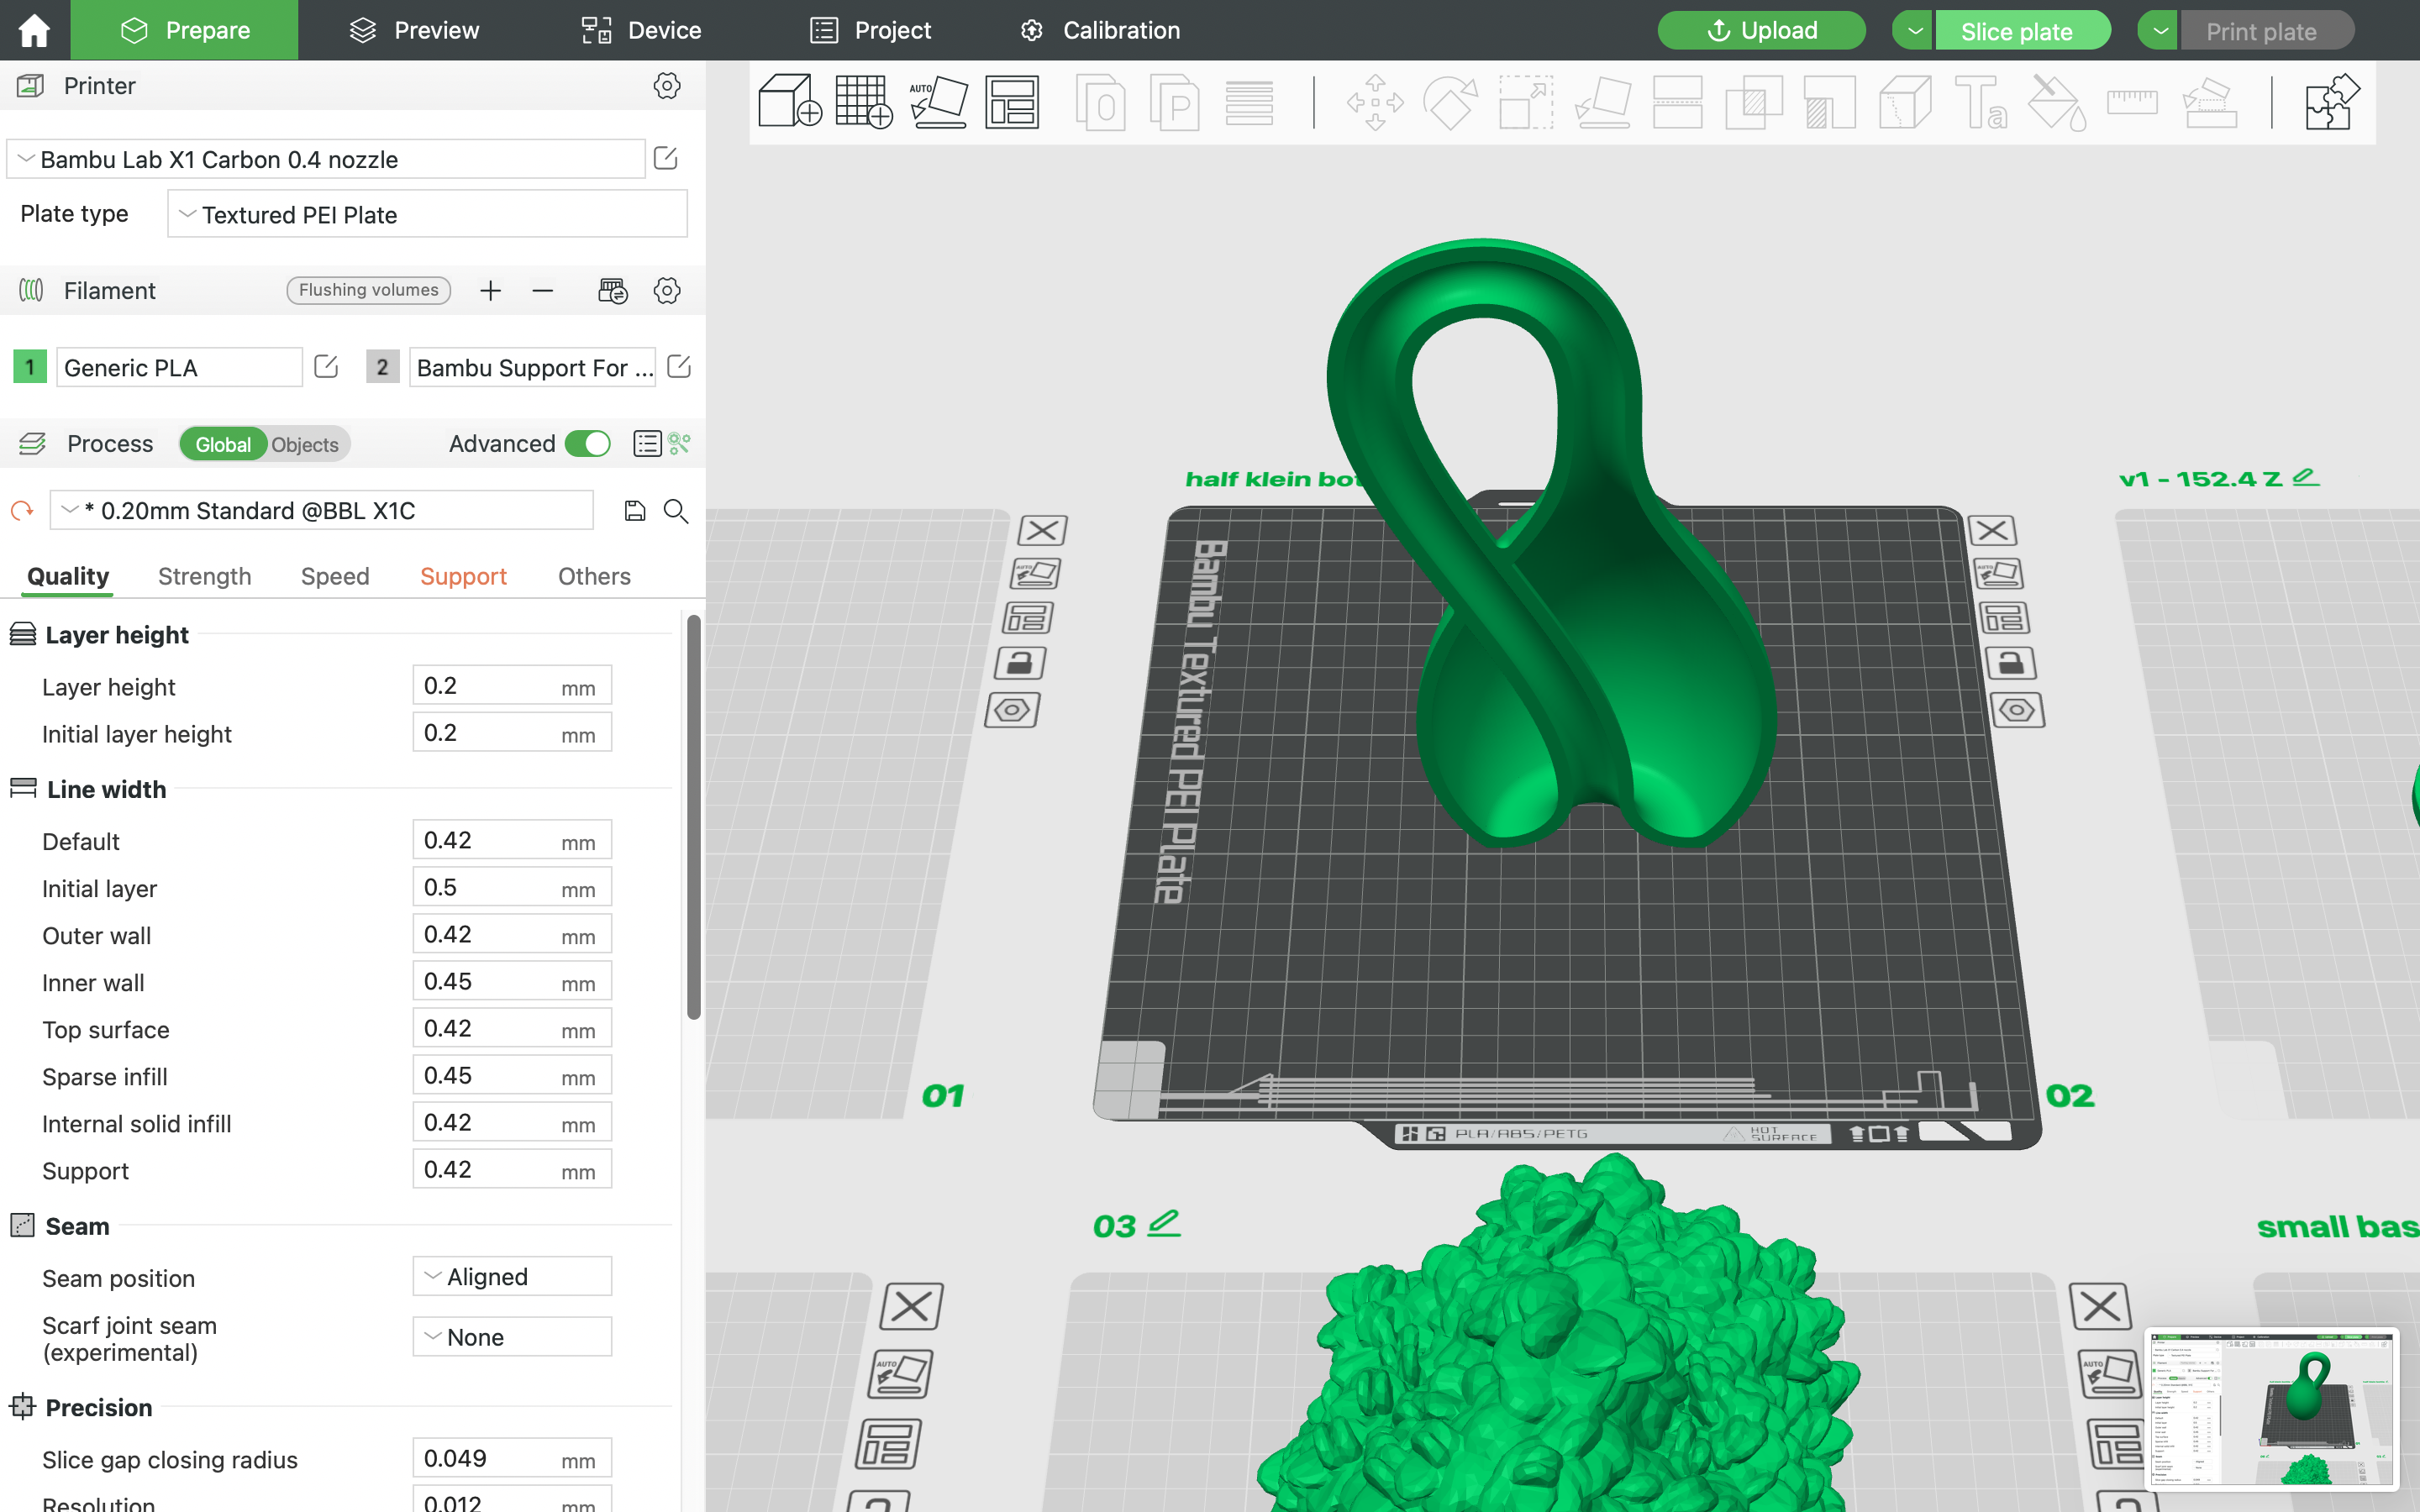 Prepare
Preview
Device
Project
Calibration
Upload
Slice plate
Print plate
Printer
Bambu Lab X1 Carbon 0.4 nozzle
Plate type
Textured PEI Plate
Filament
Flushing volumes
1
Generic PLA
2
Bambu Support For ...
Process
Global
Objects
Advanced
* 0.20mm Standard @BBL X1C
Quality
Strength
Speed
Support
Others
Layer height
Layer height
0.2 mm
Initial layer height
0.2 mm
Line width
Default
0.42 mm
Initial layer
0.5 mm
Outer wall
0.42 mm
Inner wall
0.45 mm
Top surface
0.42 mm
Sparse infill
0.45 mm
Internal solid infill
0.42 mm
Support
0.42 mm
Seam
Seam position
Aligned
Scarf joint seam
(experimental)
None
Precision
Slice gap closing radius
0.049 mm
Resolution
0.012 mm
AUTO
O
P
Ta
half klein bot
v1 - 152.4 Z
AUTO
AUTO
Bambu Textured PEI Plate
01
02
PLA/ABS/PETG
HOT
SURFACE
03
small bas
AUTO
AUTO